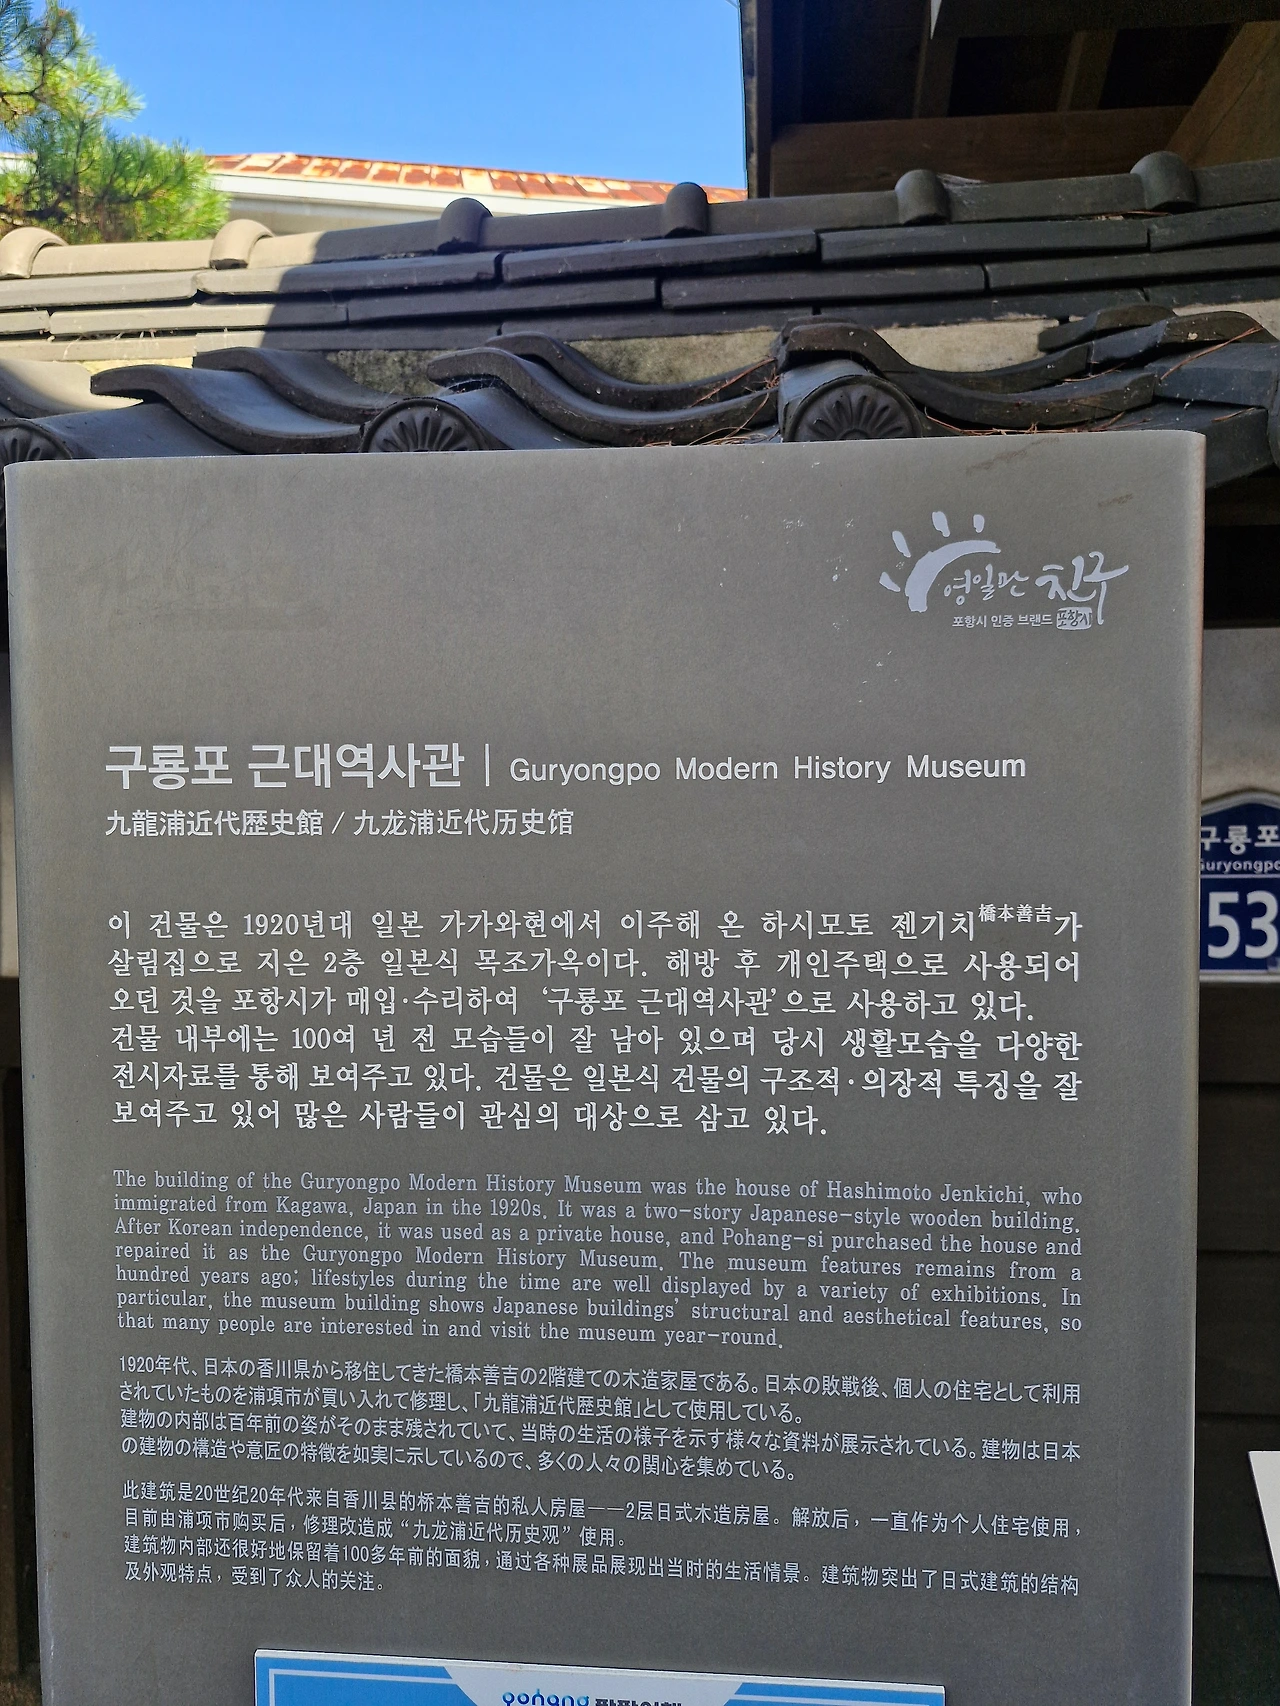 영일만 친구
포항시 인증 브랜드 포항시
구룡포 근대역사관 | Guryongpo Modern History Museum
九龍浦近代歴史館 / 九龙浦近代历史馆
이 건물은 1920년대 일본 가가와현에서 이주해 온 하시모토 젠기치橋本善吉가
살림집으로 지은 2층 일본식 목조가옥이다. 해방 후 개인주택으로 사용되어
오던 것을 포항시가 매입·수리하여 ‘구룡포 근대역사관’으로 사용하고 있다.
건물 내부에는 100여 년 전 모습들이 잘 남아 있으며 당시 생활모습을 다양한
전시자료를 통해 보여주고 있다. 건물은 일본식 건물의 구조적·의장적 특징을 잘
보여주고 있어 많은 사람들이 관심의 대상으로 삼고 있다.
The building of the Guryongpo Modern History Museum was the house of Hashimoto Jenkichi, who
immigrated from Kagawa, Japan in the 1920s. It was a two-story Japanese-style wooden building.
After Korean independence, it was used as a private house, and Pohang-si purchased the house and
repaired it as the Guryongpo Modern History Museum. The museum features remains from a
hundred years ago; lifestyles during the time are well displayed by a variety of exhibitions. In
particular, the museum building shows Japanese buildings' structural and aesthetical features, so
that many people are interested in and visit the museum year-round.
1920年代、日本の香川県から移住してきた橋本善吉の2階建ての木造家屋である。日本の敗戦後、個人の住宅として利用
されていたものを浦項市が買い入れて修理し、「九龍浦近代歴史館」として使用している。
建物の内部は百年前の姿がそのまま残されていて、当時の生活の様子を示す様々な資料が展示されている。建物は日本
の建物の構造や意匠の特徴を如実に示しているので、多くの人々の関心を集めている。
此建筑是20世纪20年代来自香川县的桥本善吉的私人房屋——2层日式木造房屋。解放后，一直作为个人住宅使用，
目前由浦项市购买后，修理改造成“九龙浦近代历史观”使用。
建筑物内部还很好地保留着100多年前的面貌，通过各种展品展现出当时的生活情景。建筑物突出了日式建筑的结构
及外观特点，受到了众人的关注。
구룡포
Guryongpo
53